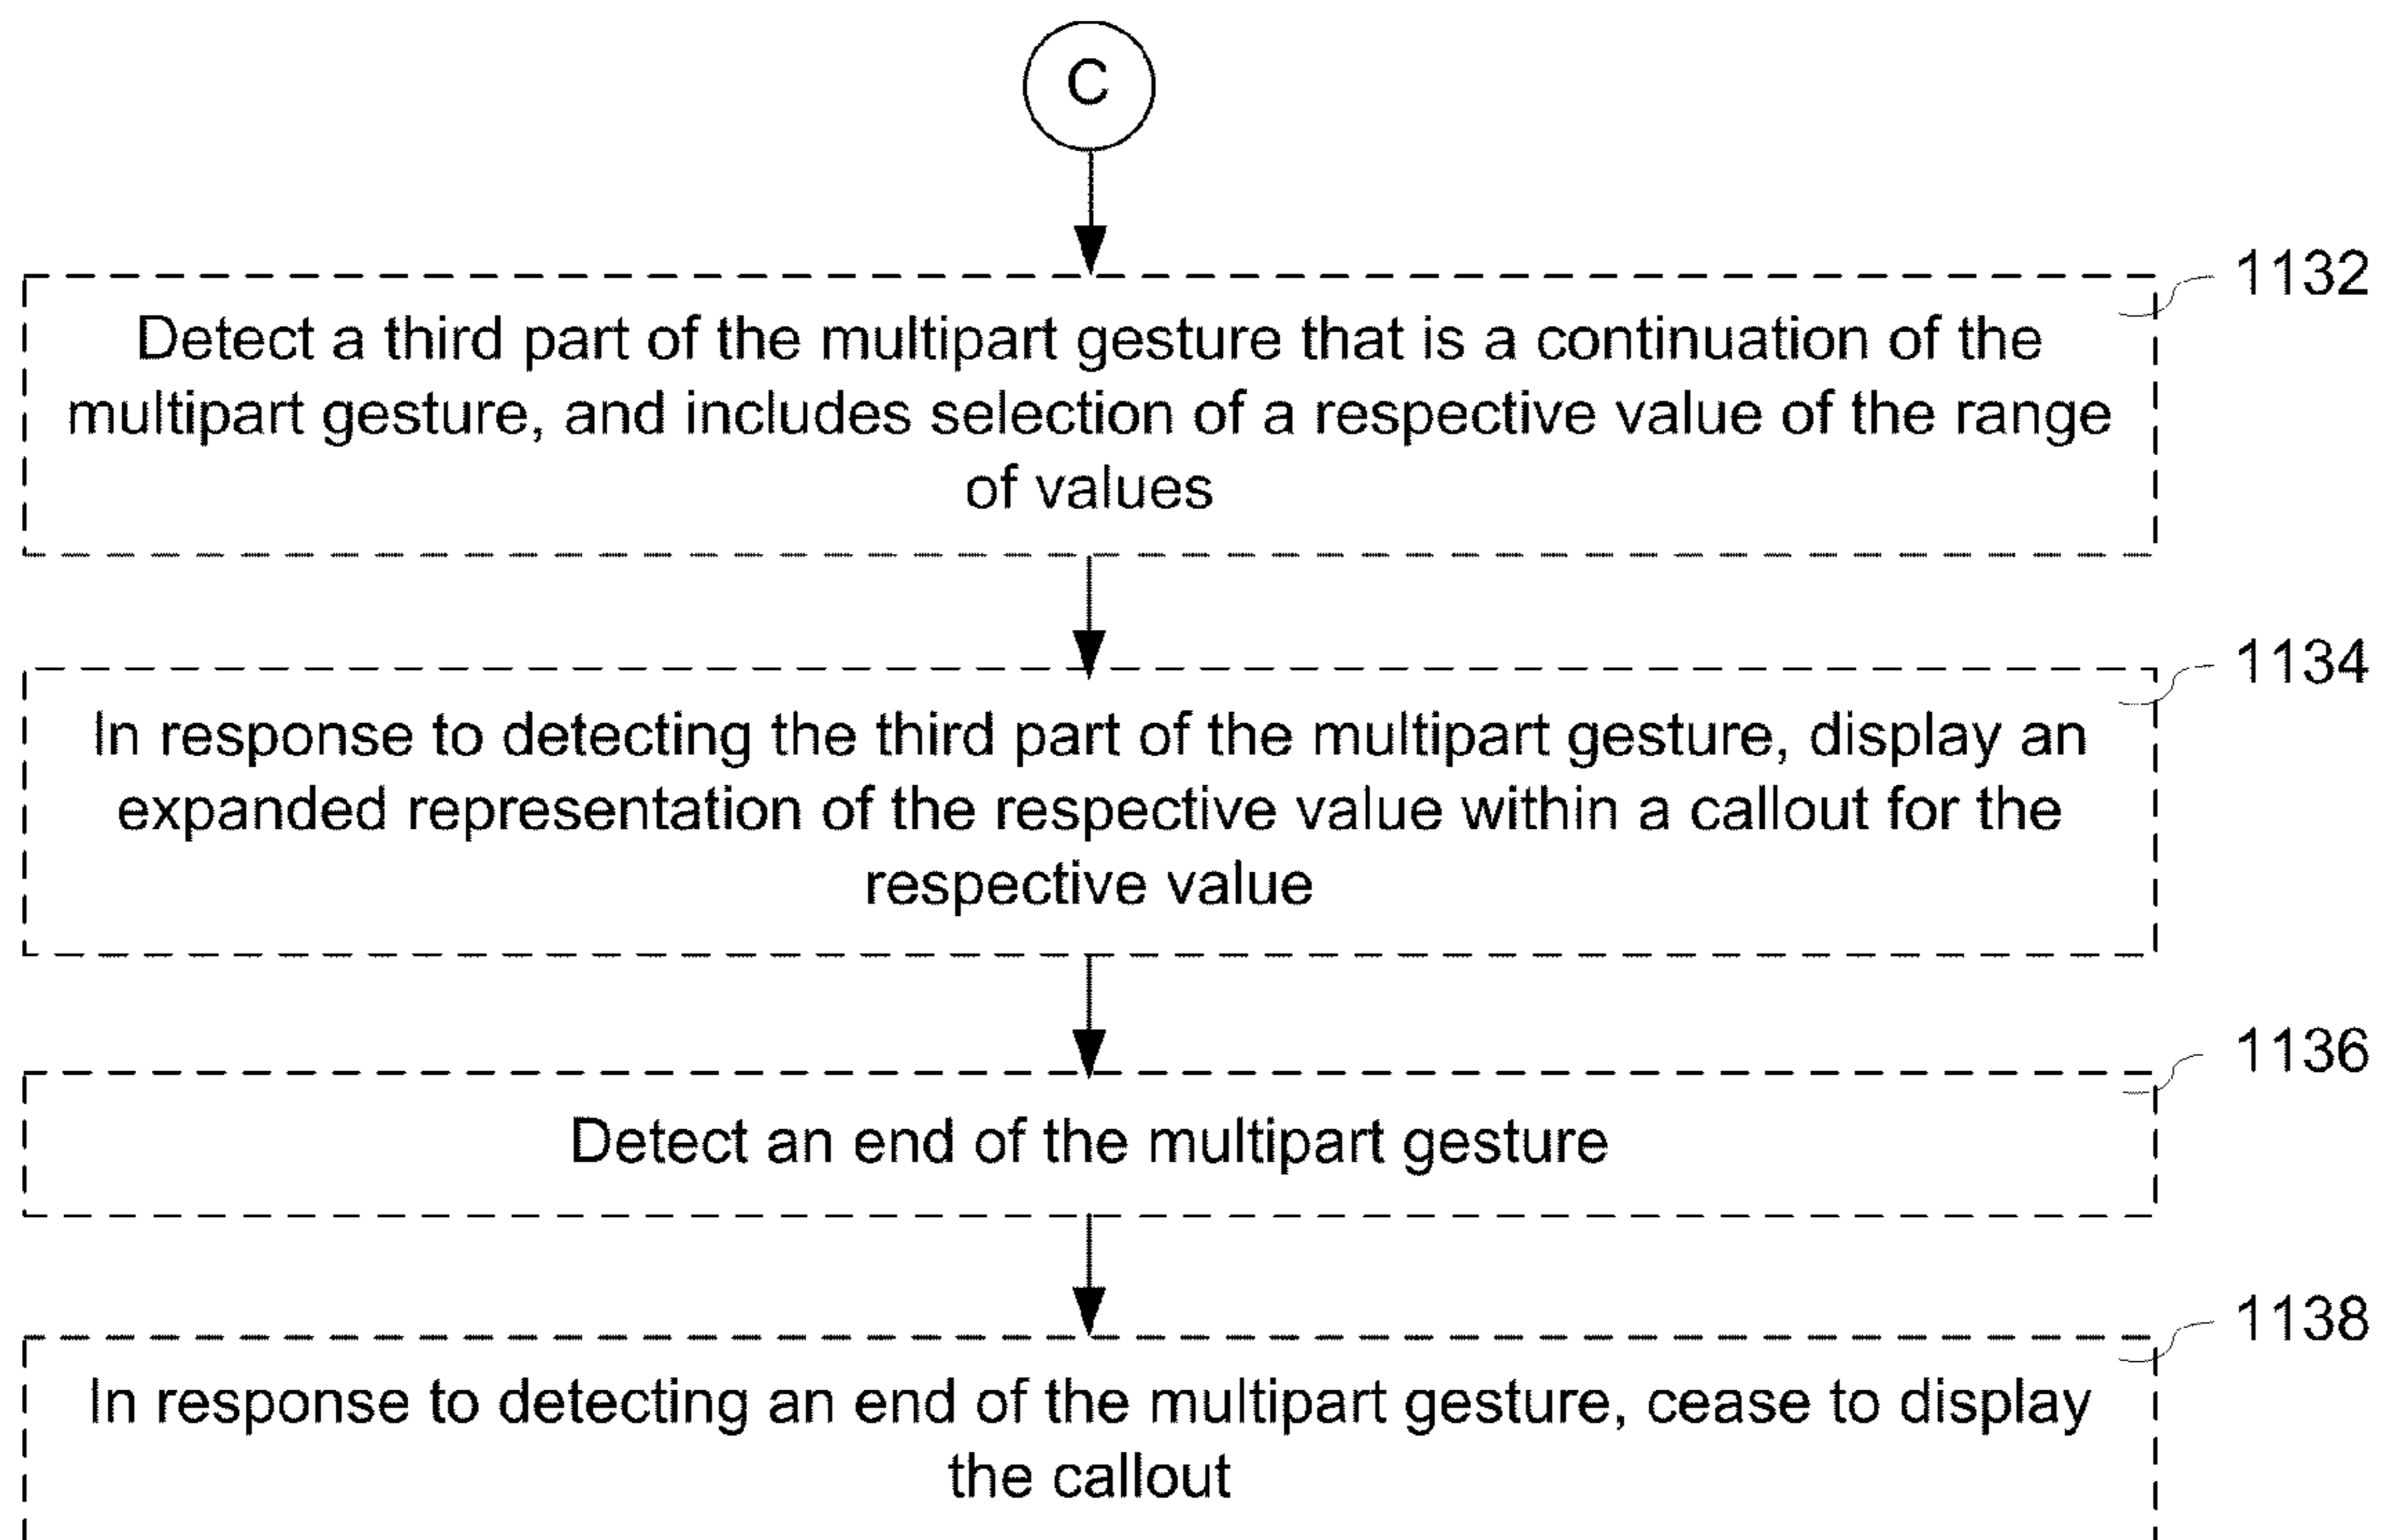 C
1132
Detect a third part of the multipart gesture that is a continuation of the
multipart gesture, and includes selection of a respective value of the range
of values
1134
In response to detecting the third part of the multipart gesture, display an
expanded representation of the respective value within a callout for the
respective value
1136
Detect an end of the multipart gesture
1138
In response to detecting an end of the multipart gesture, cease to display
the callout